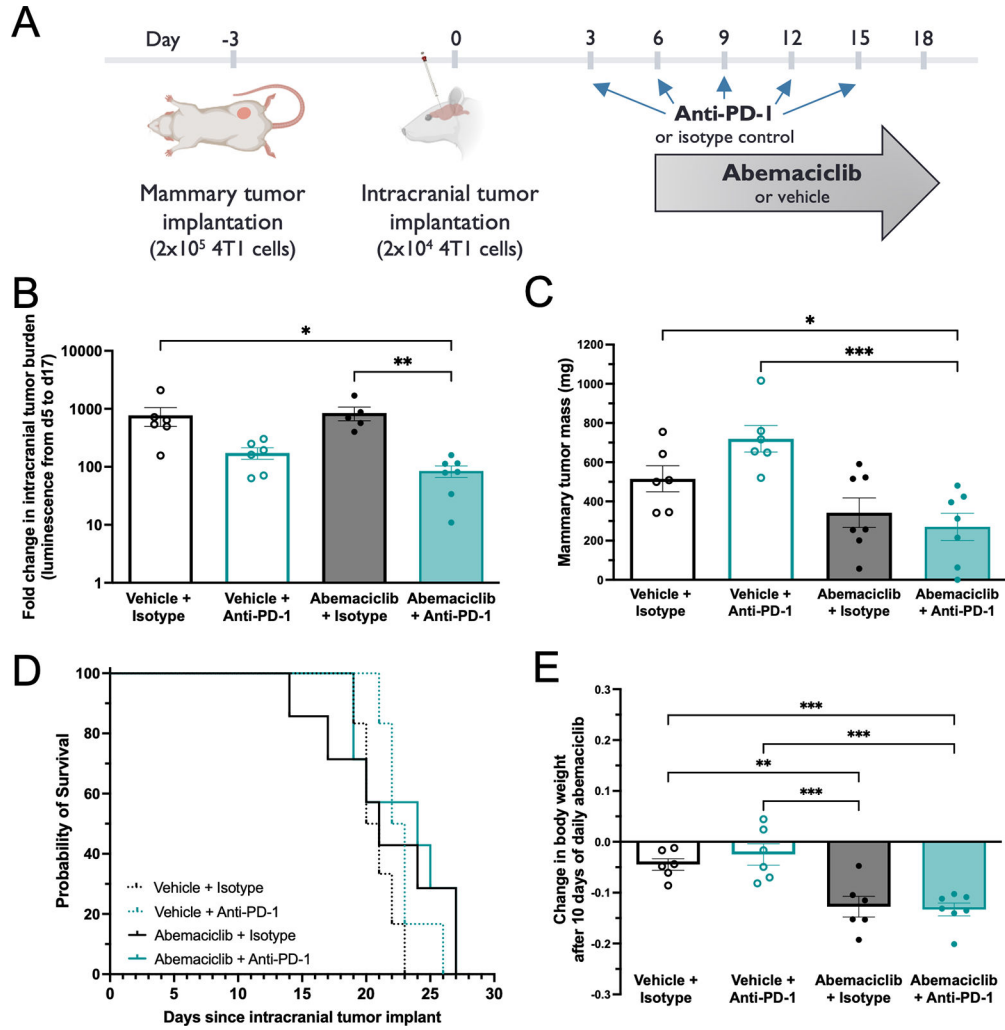 A
Day -3 0 3 6 9 12 15 18
Anti-PD-1
or isotype control
Abemaciclib
or vehicle
Mammary tumor
implantation
(2x10⁵ 4T1 cells)
Intracranial tumor
implantation
(2x10⁴ 4T1 cells)
B
Fold change in intracranial tumor burden
(luminescence from d5 to d17)
10000
1000
100
10
1
*
**
Vehicle +
Isotype
Vehicle +
Anti-PD-1
Abemaciclib
+ Isotype
Abemaciclib
+ Anti-PD-1
C
Mammary tumor mass (mg)
1200
1000
800
600
400
200
0
*
***
Vehicle +
Isotype
Vehicle +
Anti-PD-1
Abemaciclib
+ Isotype
Abemaciclib
+ Anti-PD-1
D
Probability of Survival
100
80
60
40
20
0
Vehicle + Isotype
Vehicle + Anti-PD-1
Abemaciclib + Isotype
Abemaciclib + Anti-PD-1
0 5 10 15 20 25 30
Days since intracranial tumor implant
E
Change in body weight
after 10 days of daily abemaciclib
0.3
0.2
0.1
0.0
-0.1
-0.2
-0.3
***
***
**
***
Vehicle +
Isotype
Vehicle +
Anti-PD-1
Abemaciclib
+ Isotype
Abemaciclib
+ Anti-PD-1